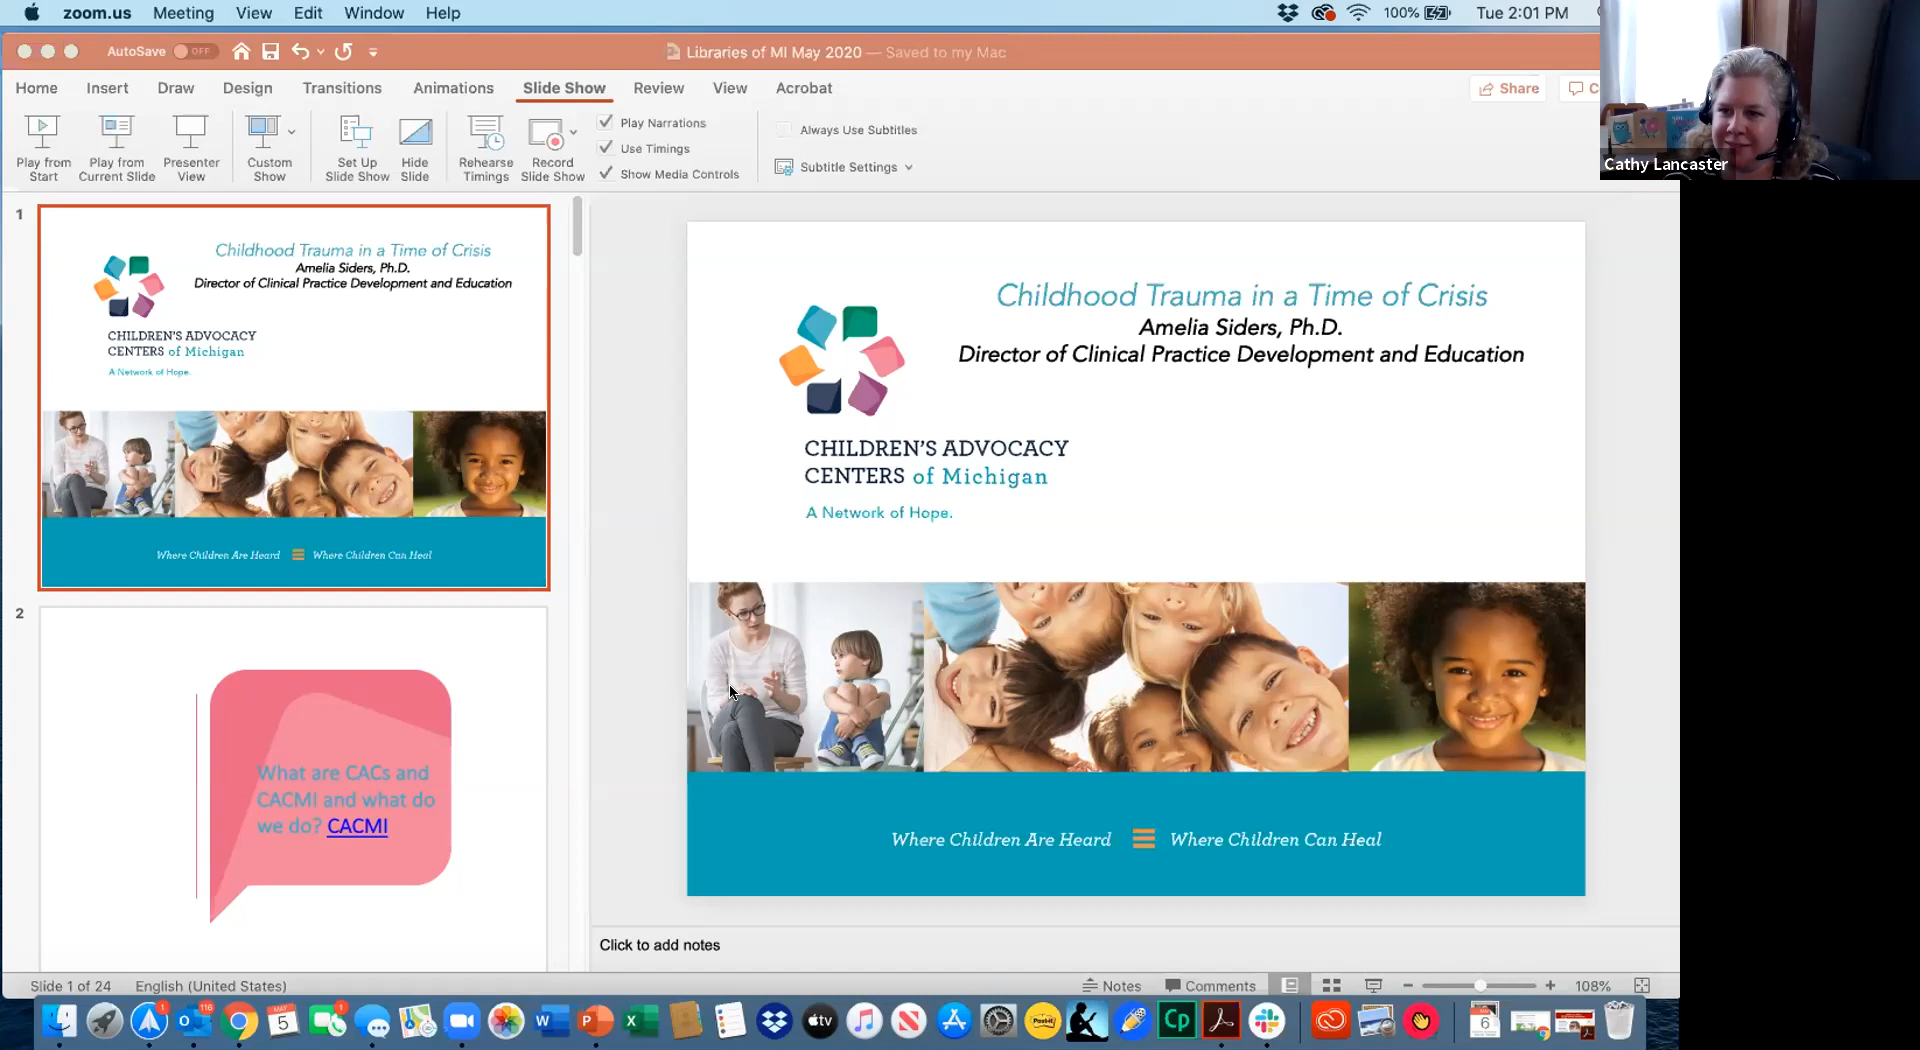 zoom.us Meeting View Edit Window Help
100% Tue 2:01 PM
AutoSave OFF
Libraries of MI May 2020 — Saved to my Mac
Home Insert Draw Design Transitions Animations Slide Show Review View Acrobat
Share C
Play from
Start
Play from
Current Slide
Presenter
View
Custom
Show
Set Up
Slide Show
Hide
Slide
Rehearse
Timings
Record
Slide Show
Play Narrations
Use Timings
Show Media Controls
Always Use Subtitles
Subtitle Settings
Cathy Lancaster
1
Childhood Trauma in a Time of Crisis
Amelia Siders, Ph.D.
Director of Clinical Practice Development and Education
CHILDREN'S ADVOCACY
CENTERS of Michigan
A Network of Hope.
Where Children Are Heard Where Children Can Heal
2
What are CACs and
CACMI and what do
we do? CACMI
Childhood Trauma in a Time of Crisis
Amelia Siders, Ph.D.
Director of Clinical Practice Development and Education
CHILDREN'S ADVOCACY
CENTERS of Michigan
A Network of Hope.
Where Children Are Heard Where Children Can Heal
Click to add notes
Slide 1 of 24 English (United States)
Notes Comments 108%
1
116
MAY
5
1
W
P
X
tv
Cp
6